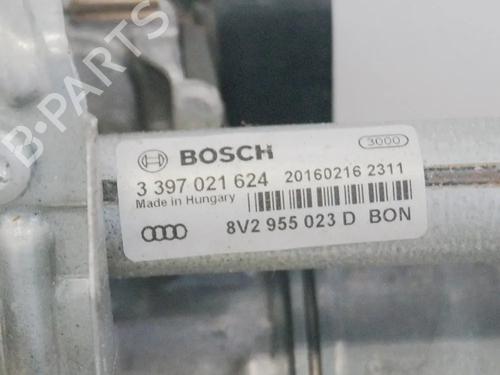 B-PARTS
BOSCH
3000
3 397 021 624 20160216 2311
Made in Hungary
8V2 955 023 D BON